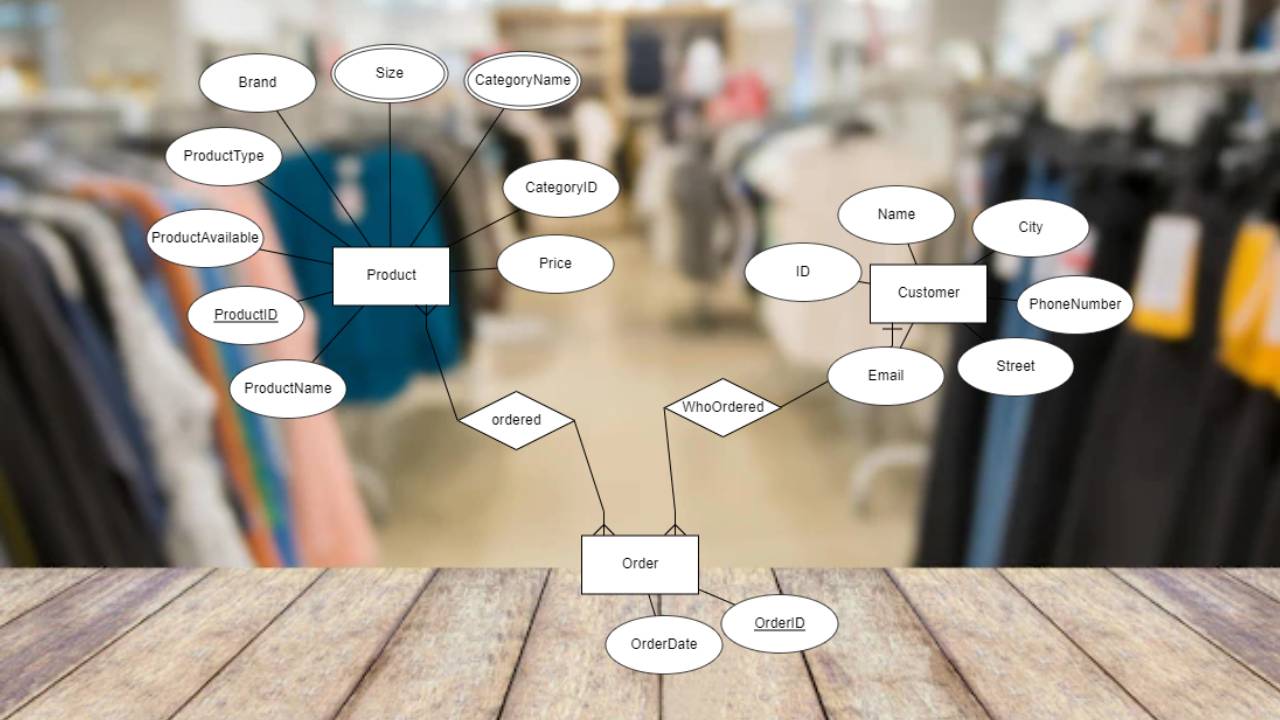 Brand
Size
CategoryName
ProductType
CategoryID
ProductAvailable
Price
Product
ProductID
ProductName
Name
City
ID
Customer
PhoneNumber
Email
Street
ordered
WhoOrdered
Order
OrderDate
OrderID